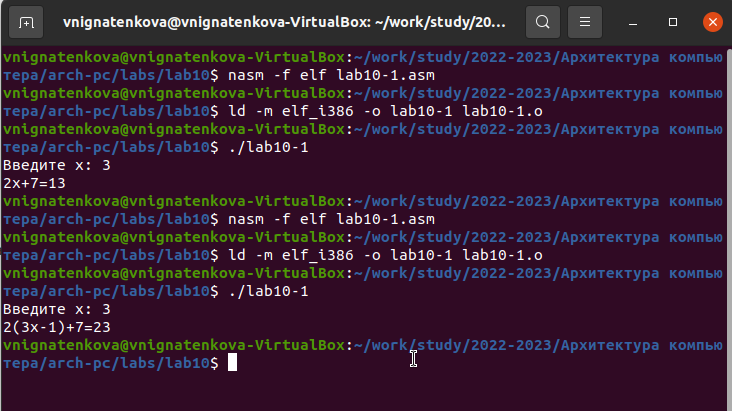 vnignatenkova@vnignatenkova-VirtualBox: ~/work/study/20...
vnignatenkova@vnignatenkova-VirtualBox:~/work/study/2022-2023/Архитектура компью
тера/arch-pc/labs/lab10$ nasm -f elf lab10-1.asm
vnignatenkova@vnignatenkova-VirtualBox:~/work/study/2022-2023/Архитектура компью
тера/arch-pc/labs/lab10$ ld -m elf_i386 -o lab10-1 lab10-1.o
vnignatenkova@vnignatenkova-VirtualBox:~/work/study/2022-2023/Архитектура компью
тера/arch-pc/labs/lab10$ ./lab10-1
Введите x: 3
2x+7=13
vnignatenkova@vnignatenkova-VirtualBox:~/work/study/2022-2023/Архитектура компью
тера/arch-pc/labs/lab10$ nasm -f elf lab10-1.asm
vnignatenkova@vnignatenkova-VirtualBox:~/work/study/2022-2023/Архитектура компью
тера/arch-pc/labs/lab10$ ld -m elf_i386 -o lab10-1 lab10-1.o
vnignatenkova@vnignatenkova-VirtualBox:~/work/study/2022-2023/Архитектура компью
тера/arch-pc/labs/lab10$ ./lab10-1
Введите x: 3
2(3x-1)+7=23
vnignatenkova@vnignatenkova-VirtualBox:~/work/study/2022-2023/Архитектура компью
тера/arch-pc/labs/lab10$